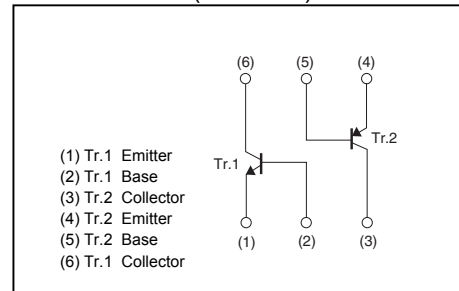 (6) (5) (4)
Tr.2
Tr.1
(1) Tr.1 Emitter
(2) Tr.1 Base
(3) Tr.2 Collector
(4) Tr.2 Emitter
(5) Tr.2 Base
(6) Tr.1 Collector
(1) (2) (3)